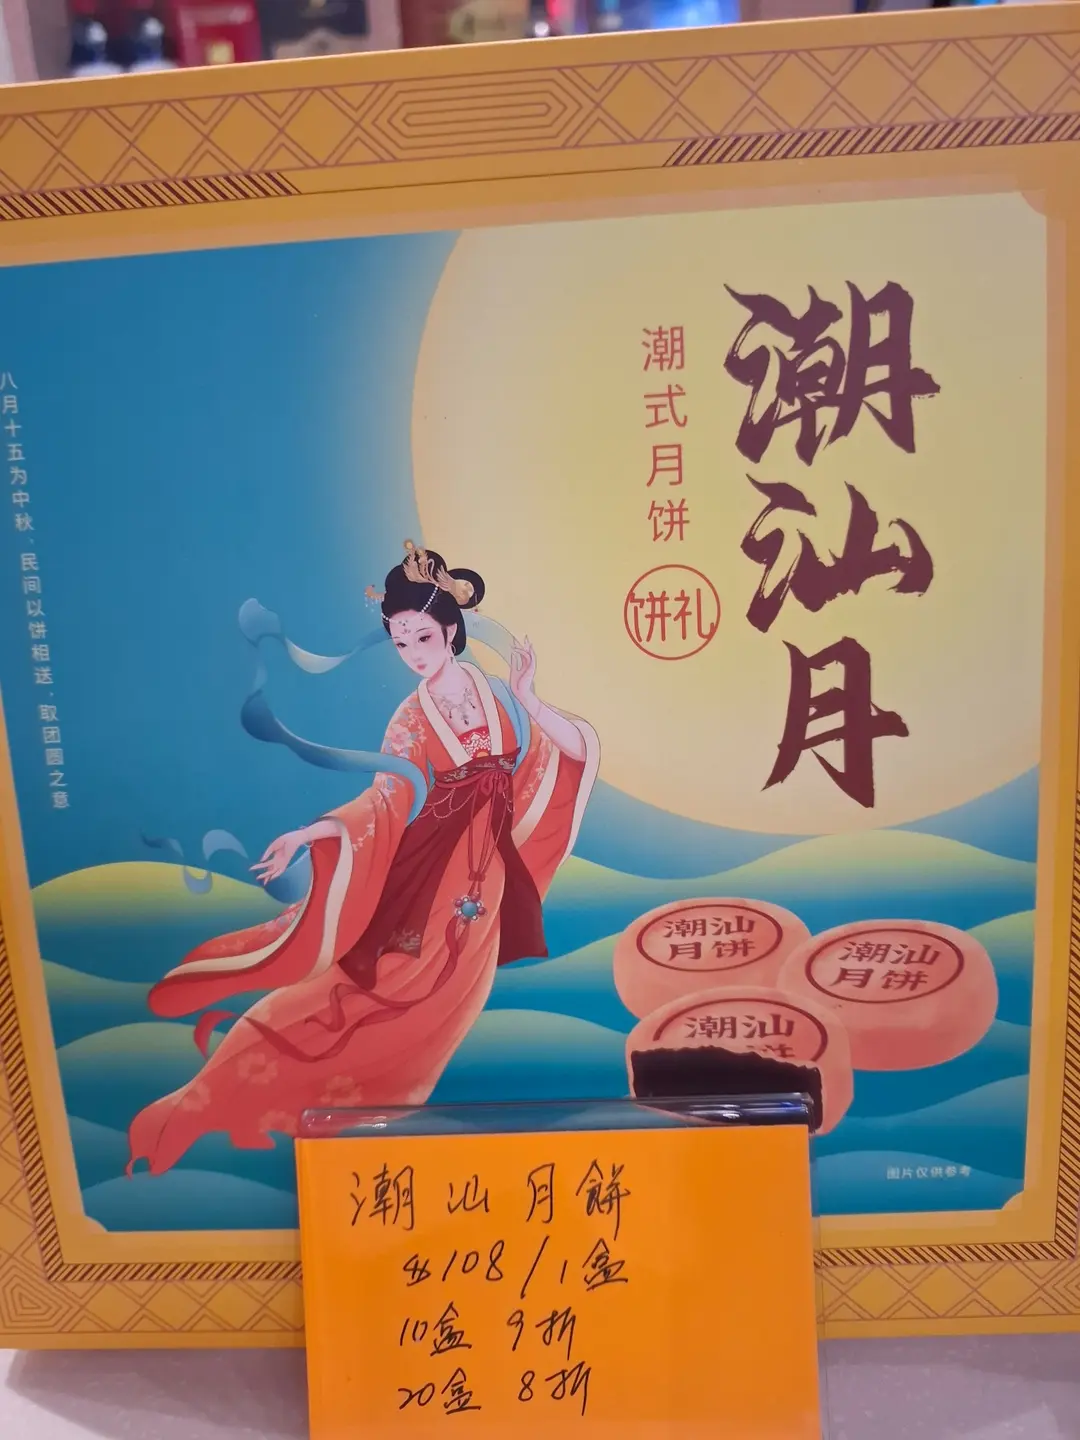 潮汕月
潮式月饼
饼礼
八月十五为中秋,民间以饼相送,取团圆之意
潮汕
月饼
潮汕
月饼
潮汕
图片仅供参考
潮汕月餅
$108/1盒
10盒 9折
20盒 8折